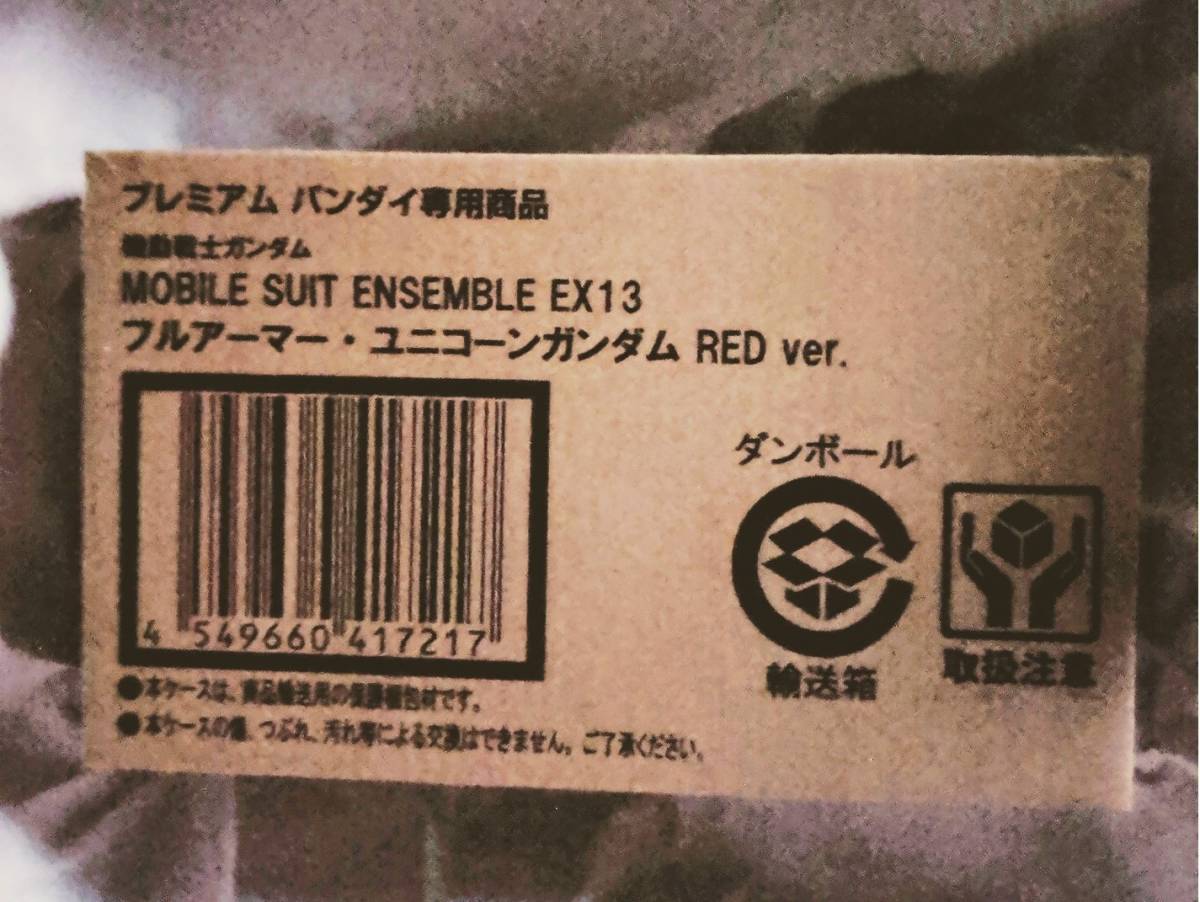 プレミアム バンダイ専用商品
機動戦士ガンダム
MOBILE SUIT ENSEMBLE EX13
フルアーマー・ユニコーンガンダム RED ver.
4 549660 417217
●本ケースは、商品輸送用の保護梱包材です。
●本ケースの傷、つぶれ、汚れ等による交換はできません。ご了承ください。
ダンボール
輸送箱
取扱注意